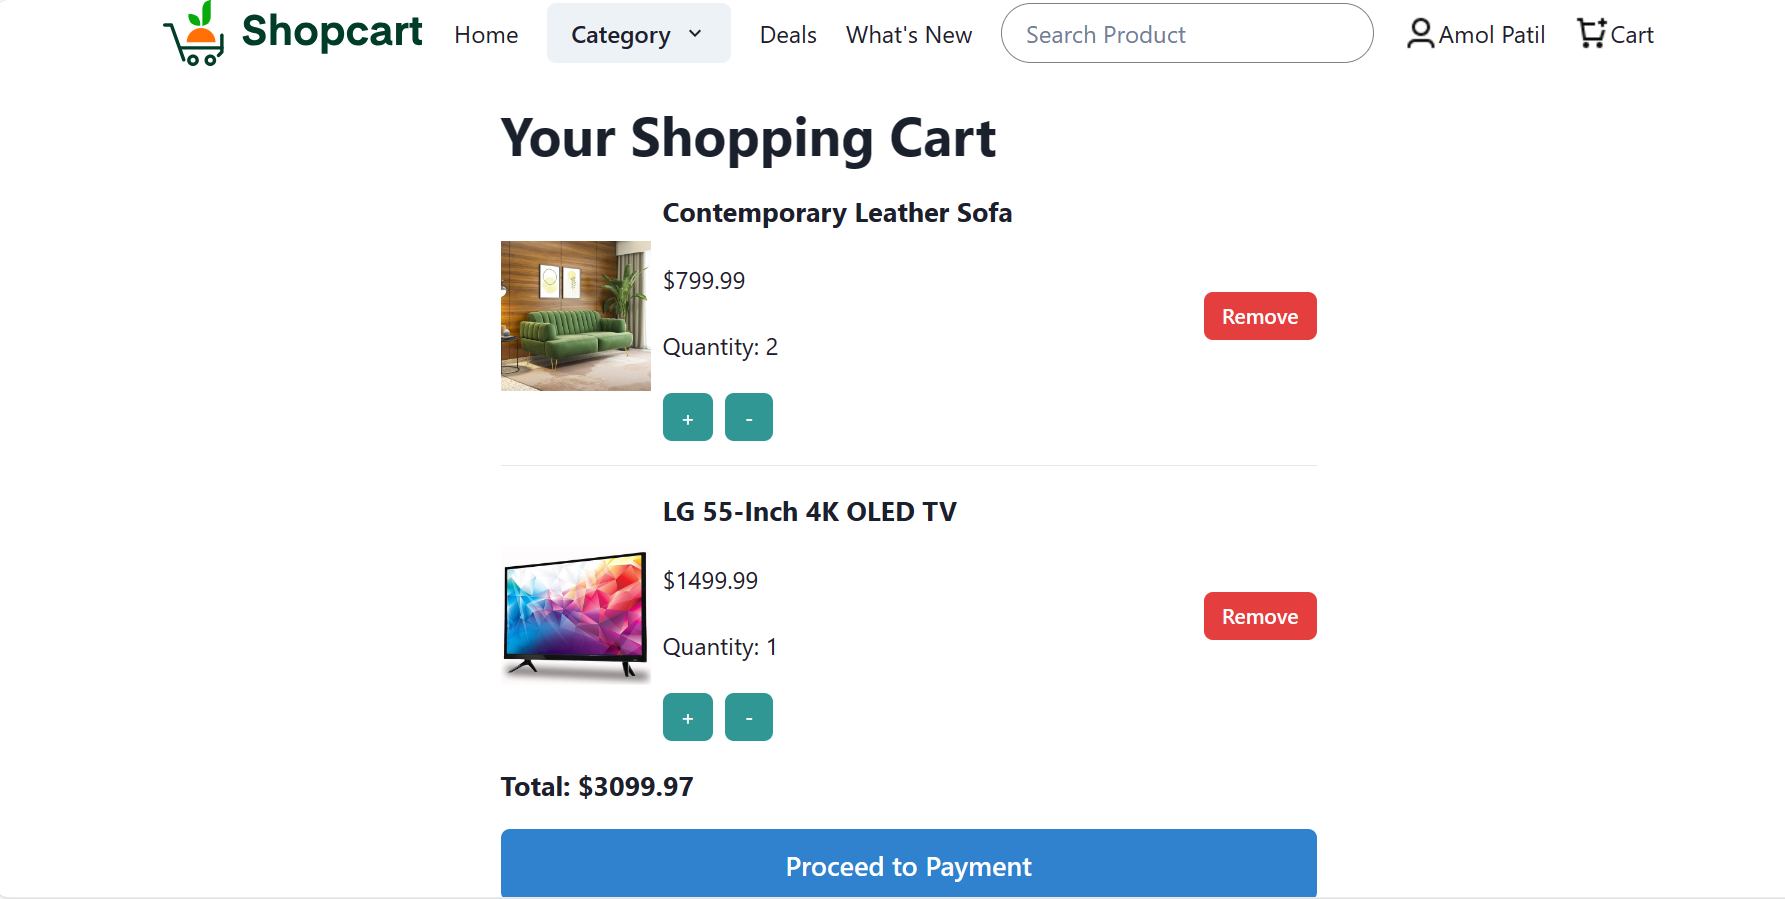 Shopcart Home Category Deals What's New Search Product Amol Patil Cart
Your Shopping Cart
Contemporary Leather Sofa
$799.99
Remove
Quantity: 2
+ -
LG 55-Inch 4K OLED TV
$1499.99
Remove
Quantity: 1
+ -
Total: $3099.97
Proceed to Payment